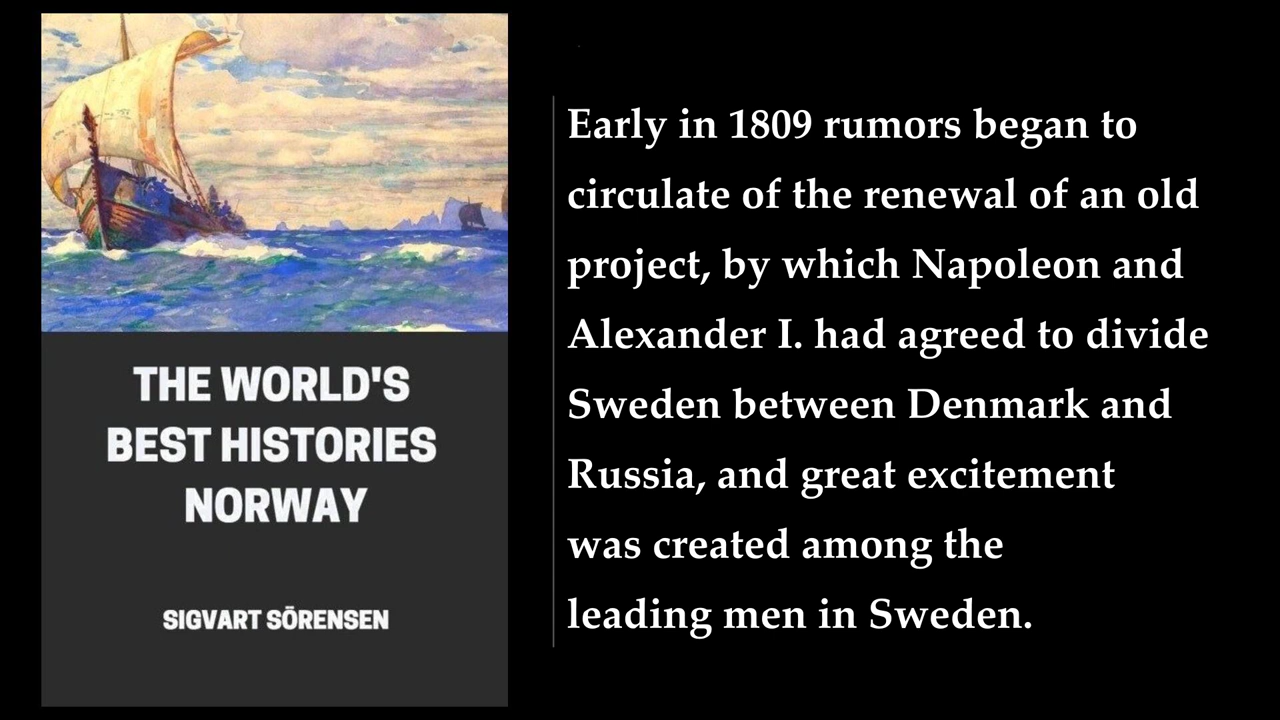 THE WORLD'S
BEST HISTORIES
NORWAY
SIGVART SÖRENSEN
Early in 1809 rumors began to
circulate of the renewal of an old
project, by which Napoleon and
Alexander I. had agreed to divide
Sweden between Denmark and
Russia, and great excitement
was created among the
leading men in Sweden.